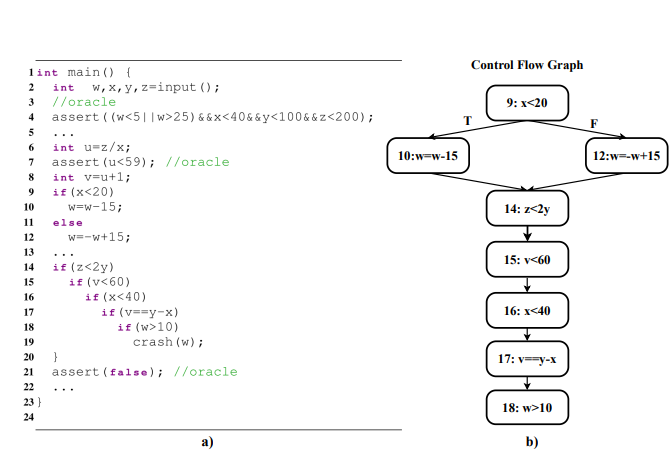 1 int main() {
2 int w,x,y,z=input();
3 //oracle
4 assert((w<5||w>25)&&x<40&&y<100&&z<200);
5 ...
6 int u=z/x;
7 assert(u<59); //oracle
8 int v=u+1;
9 if(x<20)
10 w=w-15;
11 else
12 w=-w+15;
13 ...
14 if(z<2y)
15 if(v<60)
16 if(x<40)
17 if(v==y-x)
18 if(w>10)
19 crash(w);
20 }
21 assert(false); //oracle
22 ...
23 }
24
a)
Control Flow Graph
9: x<20
T
F
10:w=w-15
12:w=-w+15
14: z<2y
15: v<60
16: x<40
17: v==y-x
18: w>10
b)